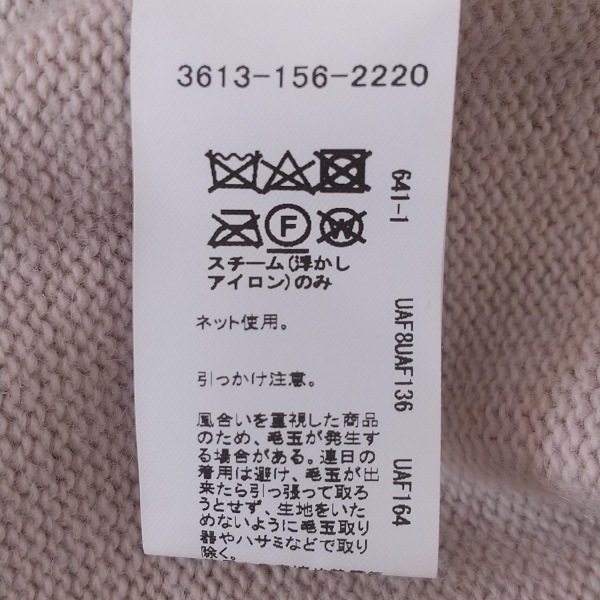 3613-156-2220
F
W
スチーム(浮かし
アイロン)のみ
ネット使用。
引っかけ注意。
風合いを重視した商品
のため、毛玉が発生す
る場合がある。連日の
着用は避け、毛玉が出
来たら引っ張って取ろ
うとせず、生地をいた
めないように毛玉取り
器やハサミなどで取り
除く。
641-1
UAF8UAF136
UAF164